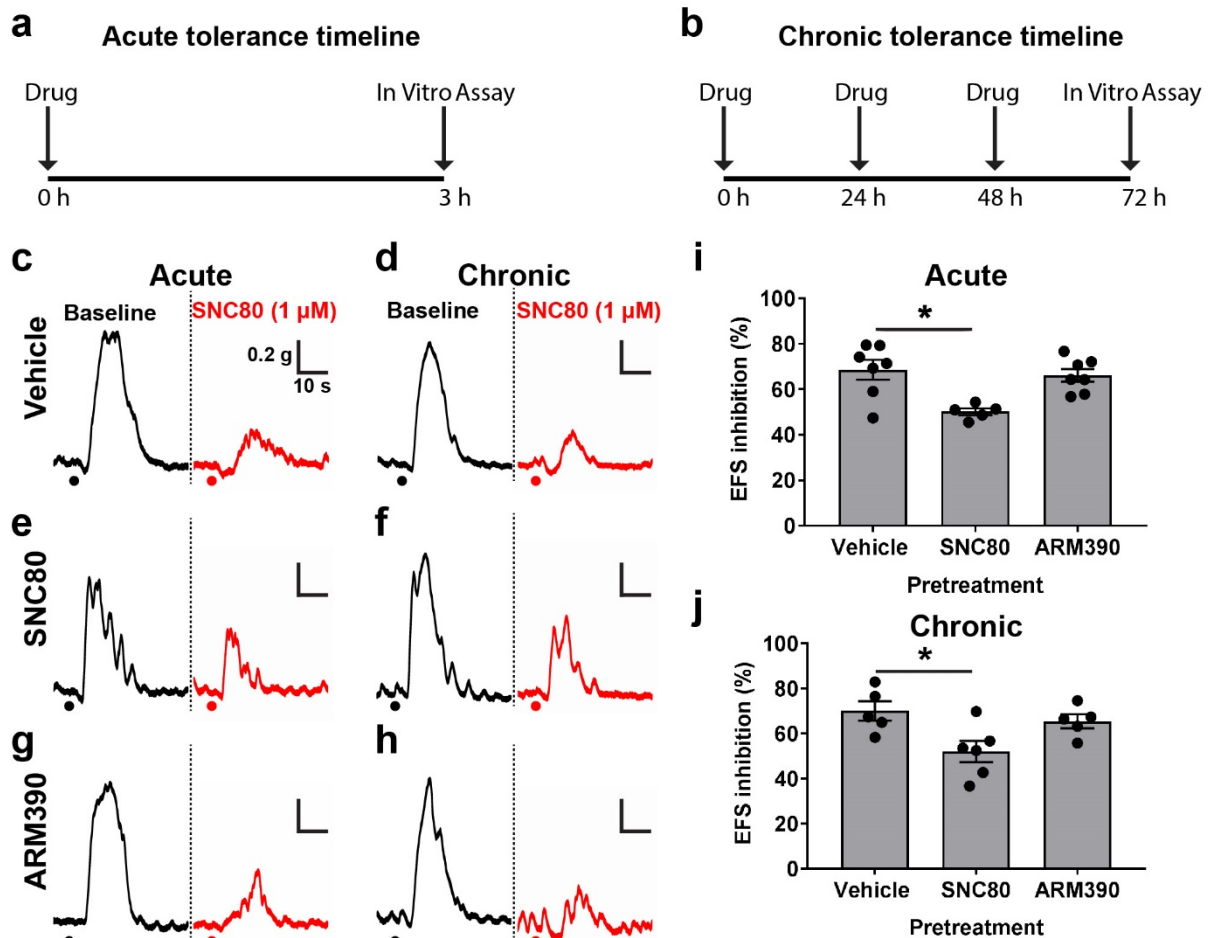 a
Acute tolerance timeline
Drug
In Vitro Assay
0 h
3 h
b
Chronic tolerance timeline
Drug
Drug
Drug
In Vitro Assay
0 h
24 h
48 h
72 h
c
Acute
Vehicle
Baseline
SNC80 (1 µM)
0.2 g
10 s
d
Chronic
Baseline
SNC80 (1 µM)
e
SNC80
f
g
ARM390
h
i
Acute
*
EFS inhibition (%)
100
80
60
40
20
0
Vehicle
SNC80
ARM390
Pretreatment
j
Chronic
*
EFS inhibition (%)
100
80
60
40
20
0
Vehicle
SNC80
ARM390
Pretreatment